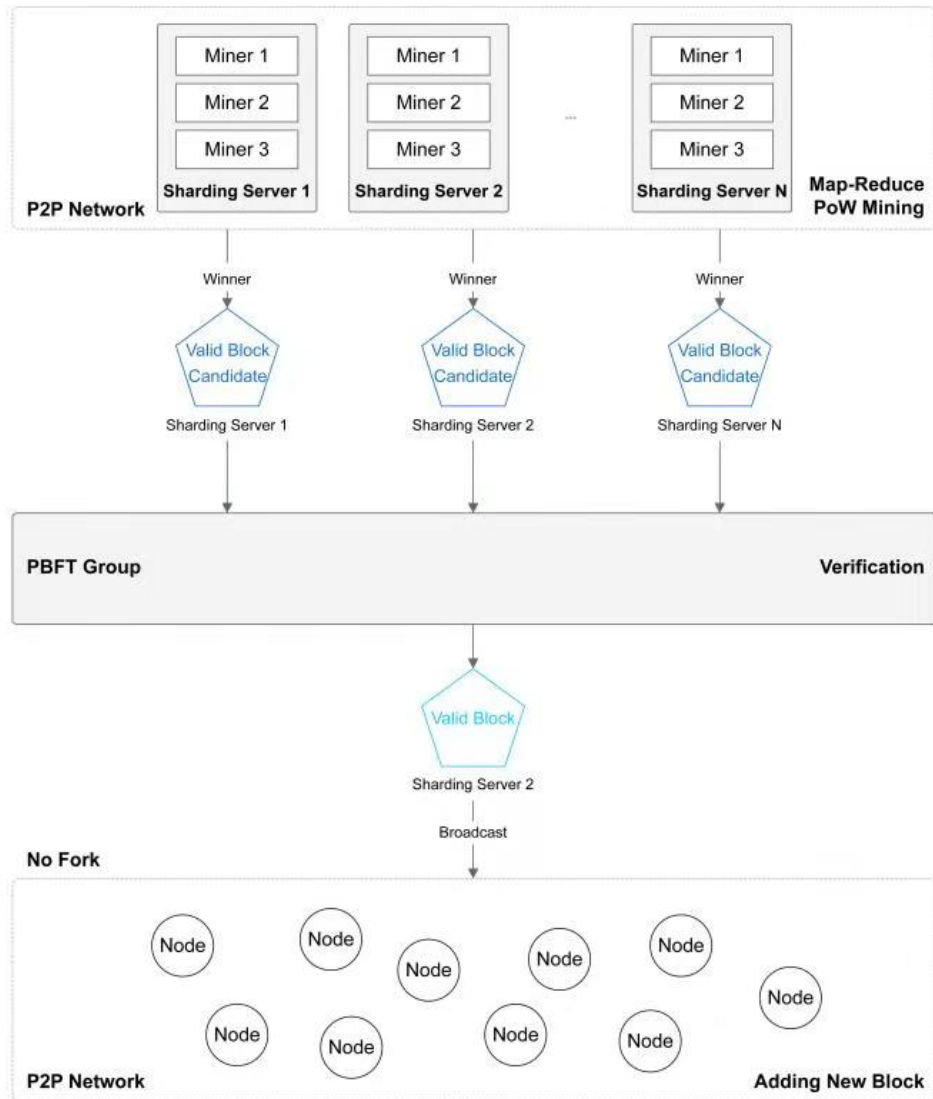 Miner 1
Miner 2
Miner 3
Sharding Server 1
Miner 1
Miner 2
Miner 3
Sharding Server 2
...
Miner 1
Miner 2
Miner 3
Sharding Server N
P2P Network
Map-Reduce
PoW Mining
Winner
Winner
Winner
Valid Block
Candidate
Valid Block
Candidate
Valid Block
Candidate
Sharding Server 1
Sharding Server 2
Sharding Server N
PBFT Group
Verification
Valid Block
Sharding Server 2
Broadcast
No Fork
Node
Node
Node
Node
Node
Node
Node
Node
Node
Node
P2P Network
Adding New Block